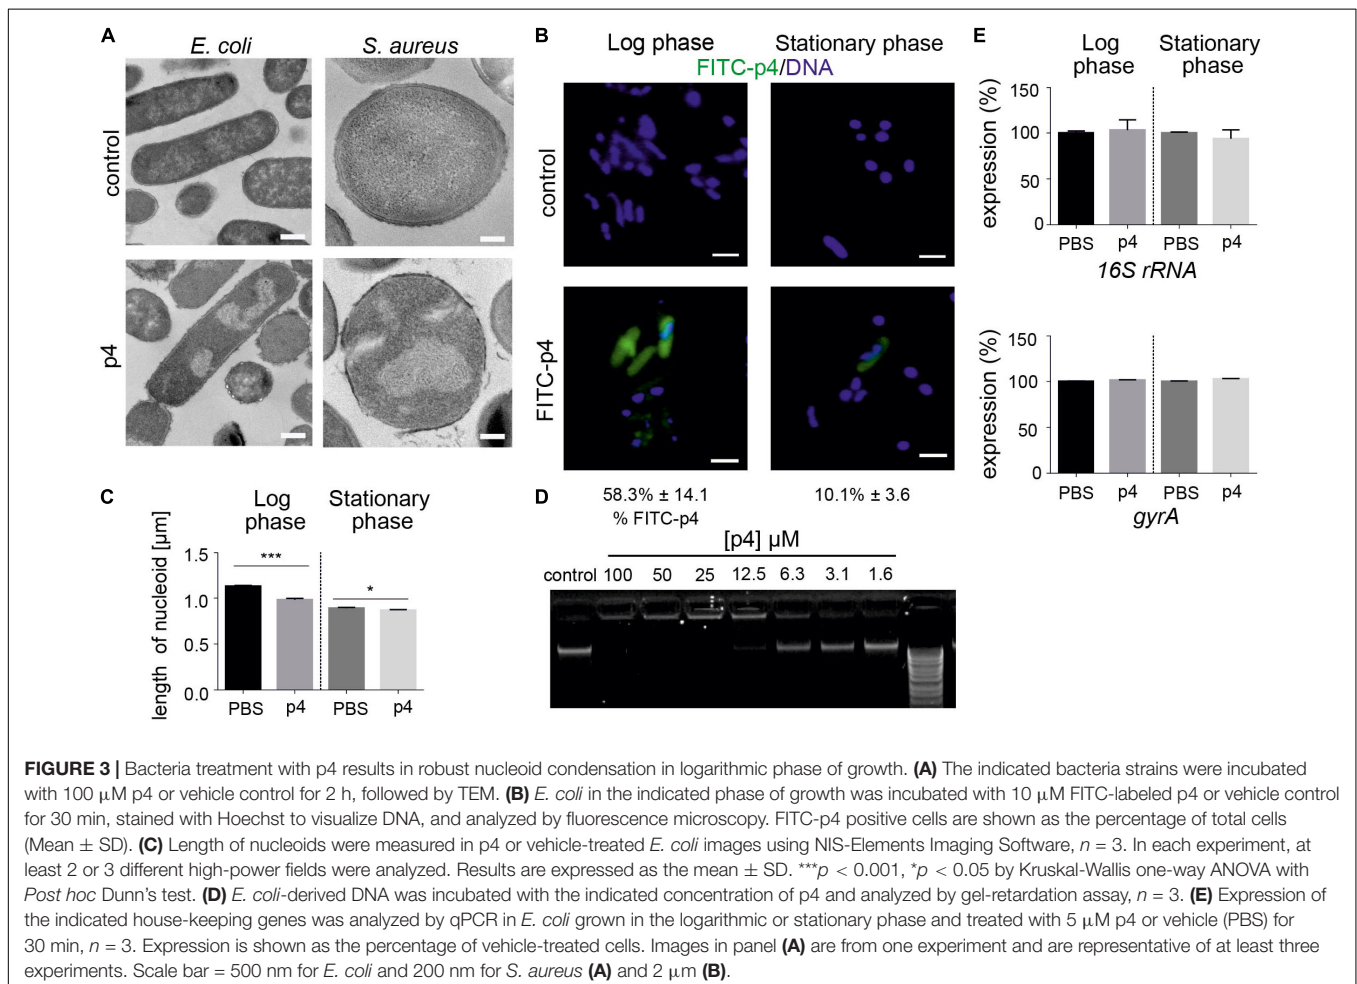 A
E. coli
S. aureus
control
p4
B
Log phase
Stationary phase
FITC-p4/DNA
control
FITC-p4
58.3% ± 14.1
10.1% ± 3.6
% FITC-p4
C
Log
phase
Stationary
phase
length of nucleoid [μm]
1.5
1.0
0.5
0.0
***
*
PBS
p4
PBS
p4
D
[p4] μM
control 100 50 25 12.5 6.3 3.1 1.6
E
Log
phase
Stationary
phase
expression (%)
150
100
50
0
PBS
p4
PBS
p4
16S rRNA
expression (%)
150
100
50
0
PBS
p4
PBS
p4
gyrA
FIGURE 3 | Bacteria treatment with p4 results in robust nucleoid condensation in logarithmic phase of growth. (A) The indicated bacteria strains were incubated
with 100 μM p4 or vehicle control for 2 h, followed by TEM. (B) E. coli in the indicated phase of growth was incubated with 10 μM FITC-labeled p4 or vehicle control
for 30 min, stained with Hoechst to visualize DNA, and analyzed by fluorescence microscopy. FITC-p4 positive cells are shown as the percentage of total cells
(Mean ± SD). (C) Length of nucleoids were measured in p4 or vehicle-treated E. coli images using NIS-Elements Imaging Software, n = 3. In each experiment, at
least 2 or 3 different high-power fields were analyzed. Results are expressed as the mean ± SD. ***p < 0.001, *p < 0.05 by Kruskal-Wallis one-way ANOVA with
Post hoc Dunn's test. (D) E. coli-derived DNA was incubated with the indicated concentration of p4 and analyzed by gel-retardation assay, n = 3. (E) Expression of
the indicated house-keeping genes was analyzed by qPCR in E. coli grown in the logarithmic or stationary phase and treated with 5 μM p4 or vehicle (PBS) for
30 min, n = 3. Expression is shown as the percentage of vehicle-treated cells. Images in panel (A) are from one experiment and are representative of at least three
experiments. Scale bar = 500 nm for E. coli and 200 nm for S. aureus (A) and 2 μm (B).